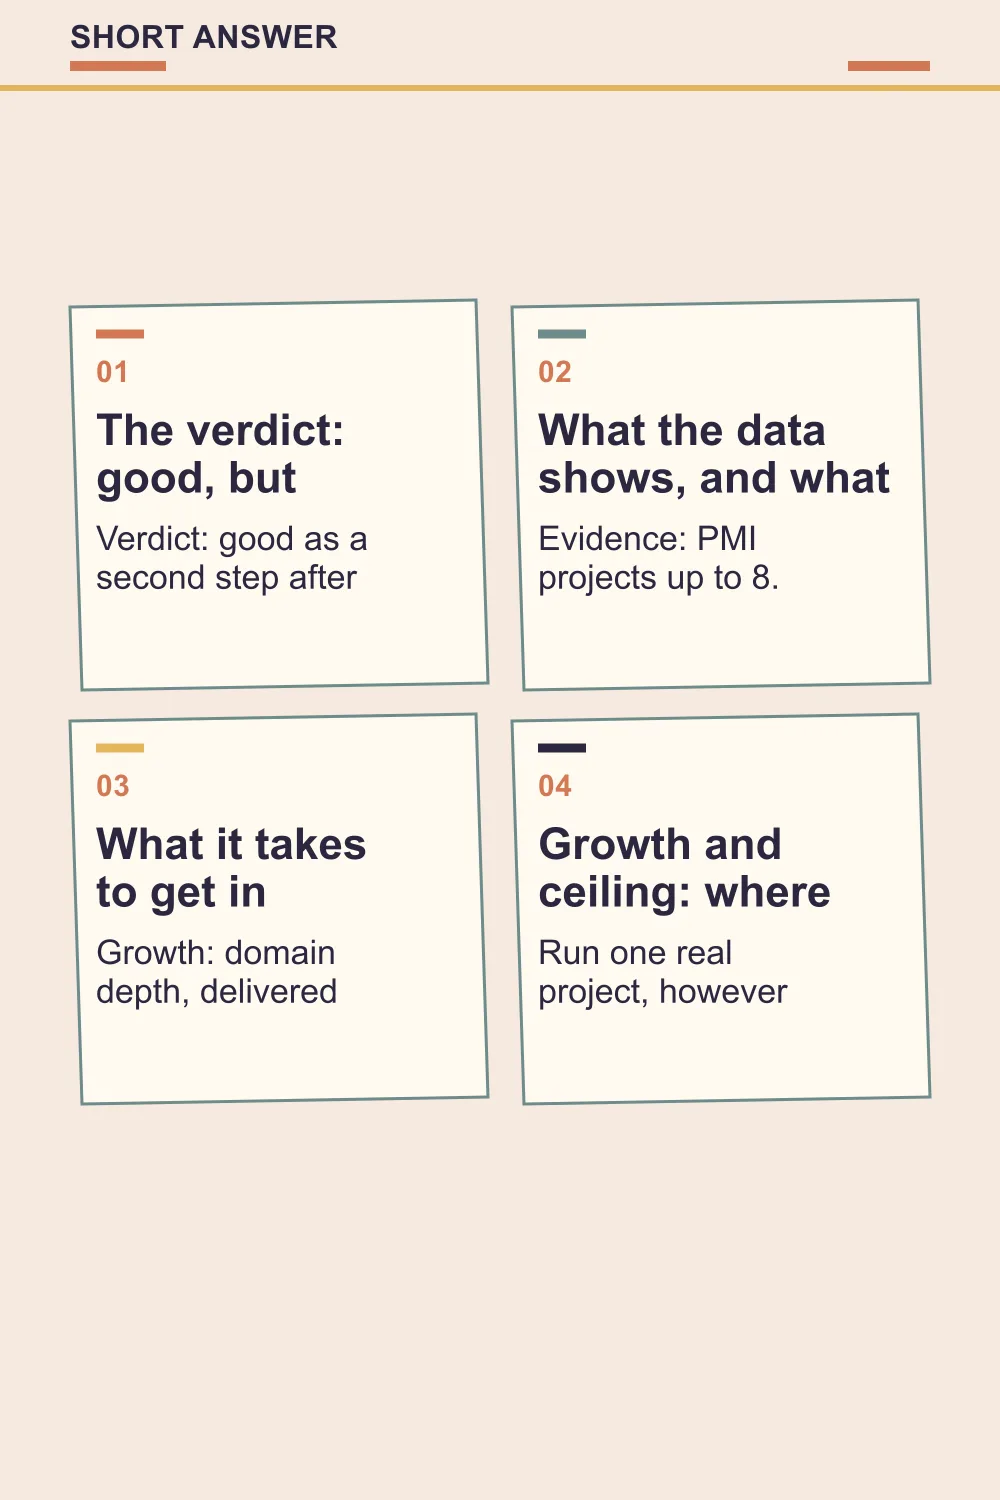 SHORT ANSWER
01
The verdict:
good, but
Verdict: good as a
second step after
02
What the data
shows, and what
Evidence: PMI
projects up to 8.
03
What it takes
to get in
Growth: domain
depth, delivered
04
Growth and
ceiling: where
Run one real
project, however